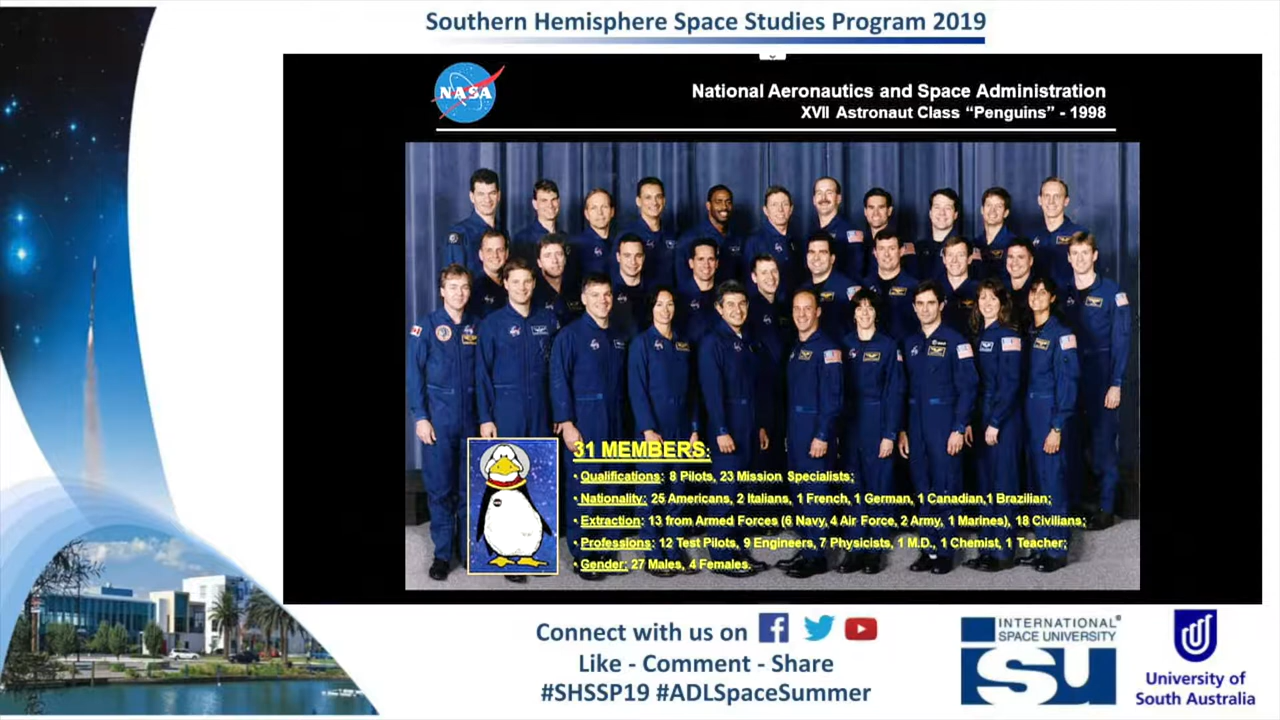 Southern Hemisphere Space Studies Program 2019
NASA
National Aeronautics and Space Administration
XVII Astronaut Class “Penguins” - 1998
31 MEMBERS:
• Qualifications: 8 Pilots, 23 Mission Specialists;
• Nationality: 25 Americans, 2 Italians, 1 French, 1 German, 1 Canadian,1 Brazilian;
• Extraction: 13 from Armed Forces (6 Navy, 4 Air Force, 2 Army, 1 Marines), 18 Civilians;
• Professions: 12 Test Pilots, 9 Engineers, 7 Physicists, 1 M.D., 1 Chemist, 1 Teacher;
• Gender: 27 Males, 4 Females.
Connect with us on
Like - Comment - Share
#SHSSP19 #ADLSpaceSummer
INTERNATIONAL®
SPACE UNIVERSITY
isu
University of
South Australia